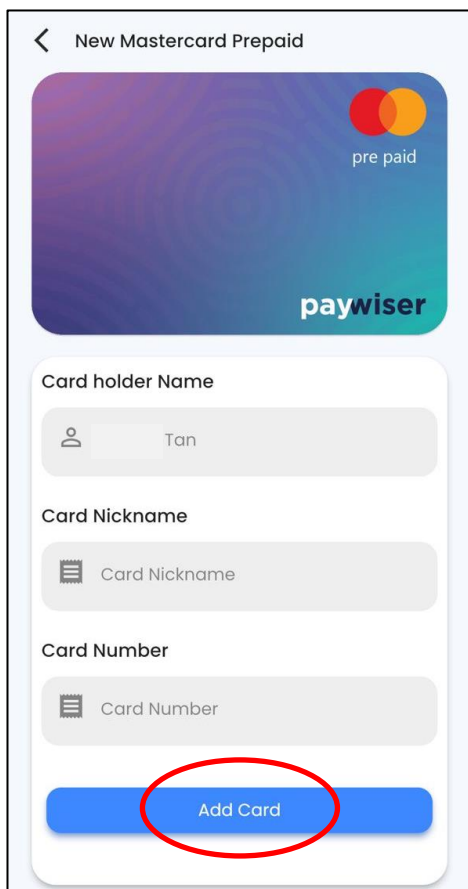 New Mastercard Prepaid
pre paid
paywiser
Card holder Name
Tan
Card Nickname
Card Nickname
Card Number
Card Number
Add Card